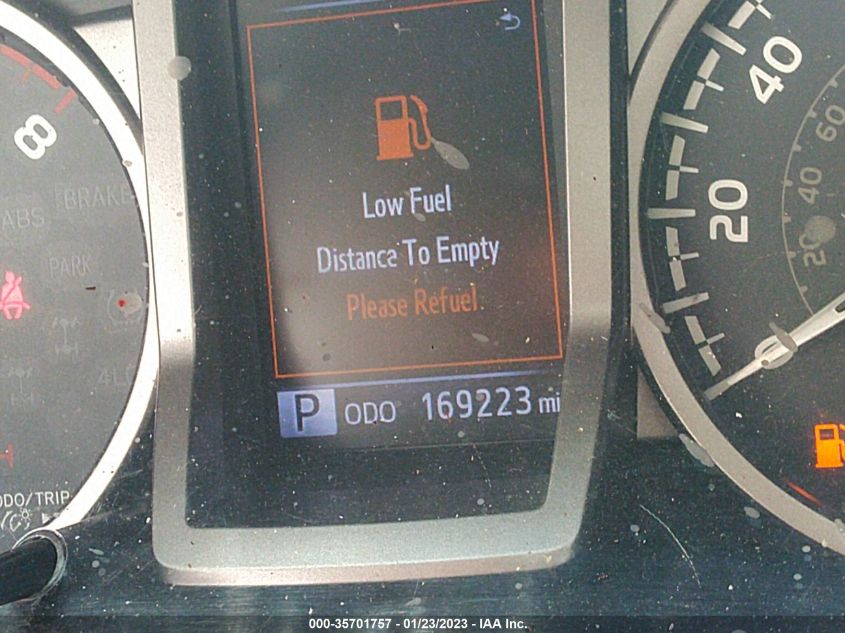 8
ABS
BRAKE
PARK
ODO/TRIP
Low Fuel
Distance To Empty
Please Refuel
P ODO 169223 mi
40
20
60
40
20
000-35701757 - 01/23/2023 - IAA Inc.